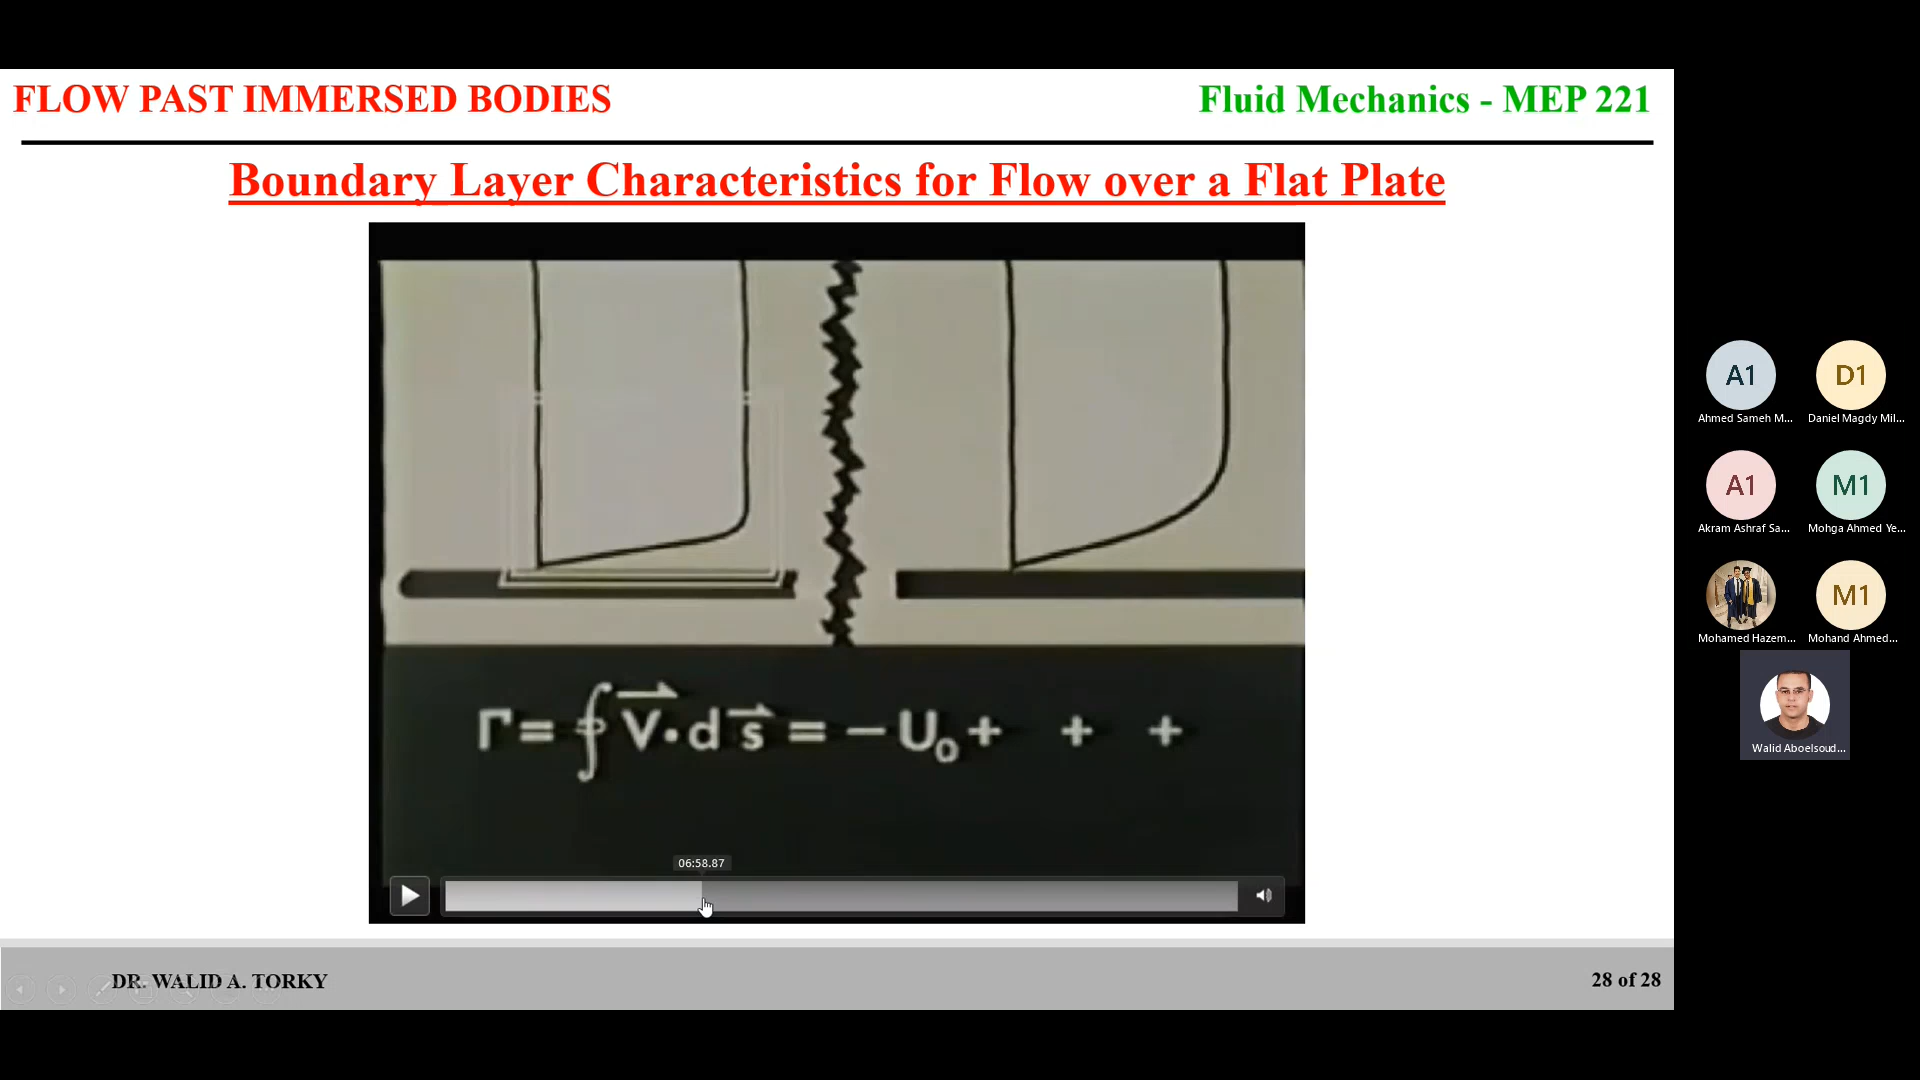 FLOW PAST IMMERSED BODIES
Fluid Mechanics - MEP 221
Boundary Layer Characteristics for Flow over a Flat Plate
Γ = ∮ V⃗ · d s⃗ = − U₀ + + +
06:58.87
DR. WALID A. TORKY
28 of 28
A1
D1
Ahmed Sameh M...
Daniel Magdy Mil...
A1
M1
Akram Ashraf Sa...
Mohga Ahmed Ye...
M1
Mohamed Hazem...
Mohand Ahmed...
Walid Aboelsoud...